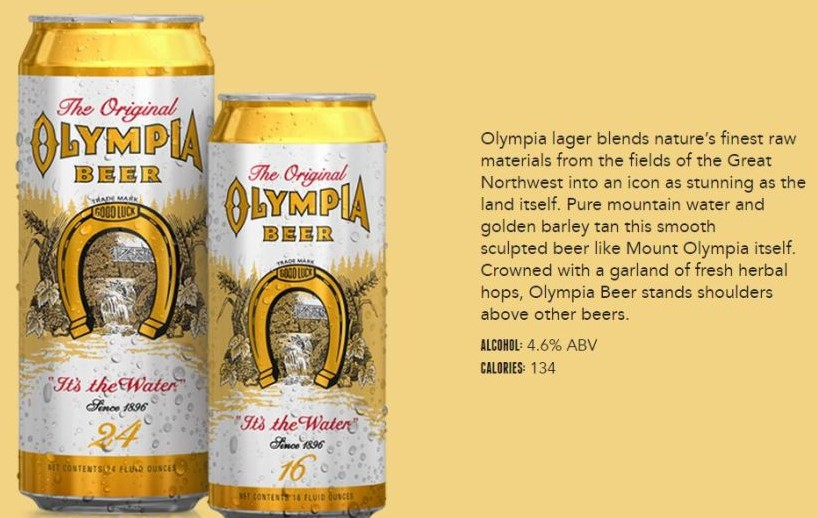 The Original
OLYMPIA
BEER
TRADE MARK
GOOD LUCK
"It's the Water"
Since 1896
24
NET CONTENTS 24 FLUID OUNCES
The Original
OLYMPIA
BEER
TRADE MARK
GOOD LUCK
"It's the Water"
Since 1896
16
NET CONTENTS 16 FLUID OUNCES
Olympia lager blends nature's finest raw
materials from the fields of the Great
Northwest into an icon as stunning as the
land itself. Pure mountain water and
golden barley tan this smooth
sculpted beer like Mount Olympia itself.
Crowned with a garland of fresh herbal
hops, Olympia Beer stands shoulders
above other beers.
ALCOHOL: 4.6% ABV
CALORIES: 134